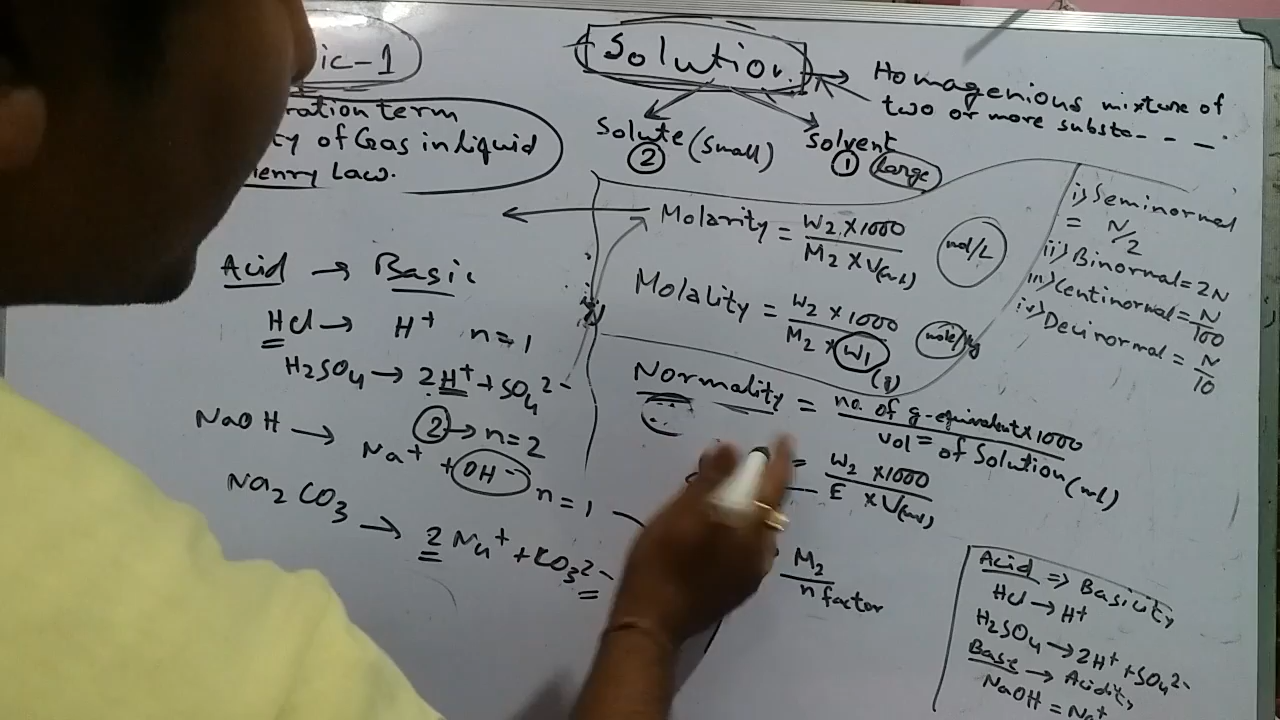 ic-1
ration term
ty of Gas in liquid
enry Law.
Solution
Homagenious mixture of
two or more substa- - -
Solute (small)
②
Solvent
① Large
Molarity = W2 × 1000 / M2 × V(ml)
mol/L
Molality = W2 × 1000 / M2 × W1 (g)
mole/kg
Normality = no. of g-equivalent × 1000 / vol = of Solution (ml)
= W2 × 1000 / E × V(ml)
M2 / n factor
i) Seminormal
= N/2
ii) Binormal = 2N
iii) Centinormal = N/100
iv) Decinormal = N/10
Acid → Basic
HCl → H+ n = 1
H2SO4 → 2H+ + SO4 2-
② → n = 2
NaOH →
Na+ + OH-
n = 1
Na2CO3
→ 2Na+ + CO3 2-
Acid ⇒ Basicity
HCl → H+
H2SO4 → 2H+ + SO4 2-
Base → Acidity
NaOH = Na+